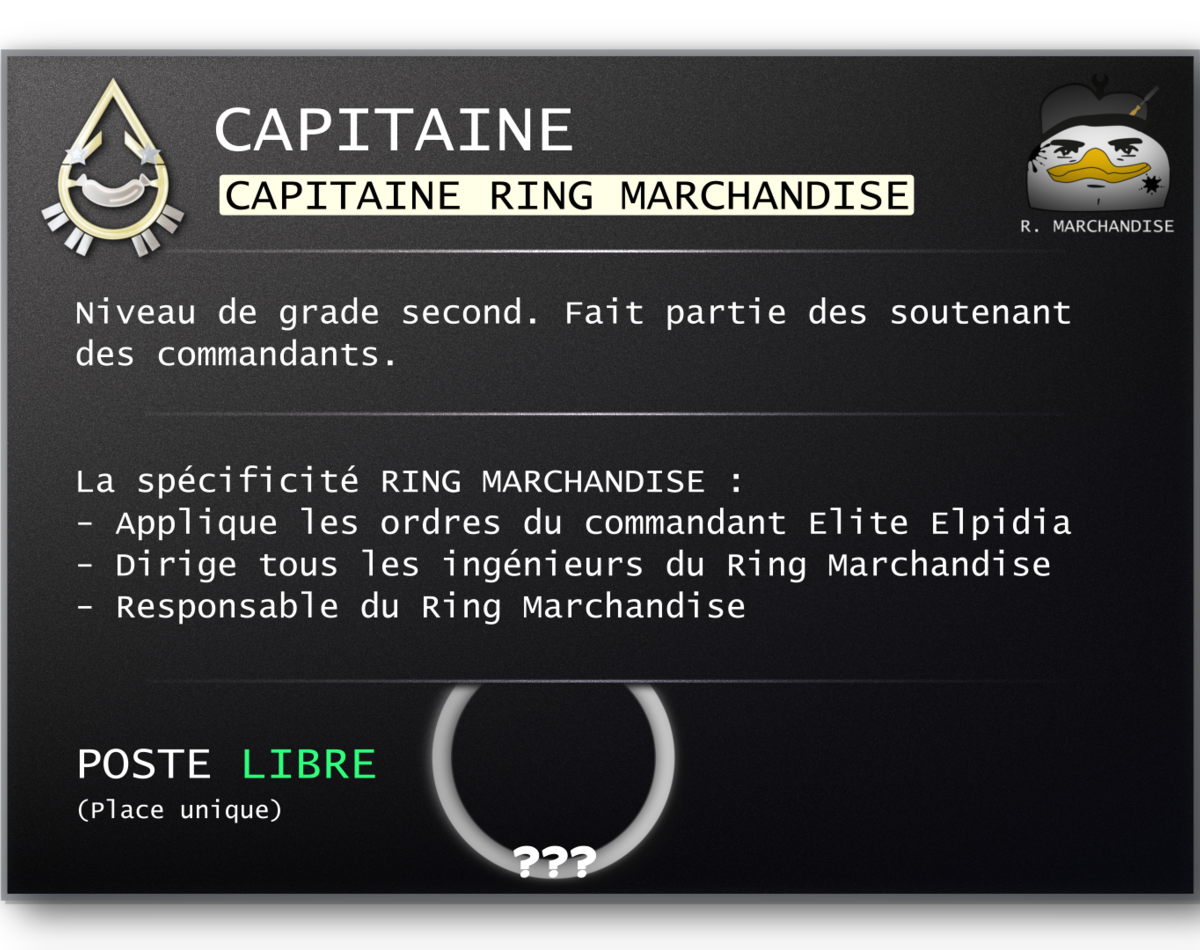 CAPITAINE
CAPITAINE RING MARCHANDISE
R. MARCHANDISE
Niveau de grade second. Fait partie des soutenant
des commandants.
La spécificité RING MARCHANDISE :
- Applique les ordres du commandant Elite Elpidia
- Dirige tous les ingénieurs du Ring Marchandise
- Responsable du Ring Marchandise
POSTE LIBRE
(Place unique)
???